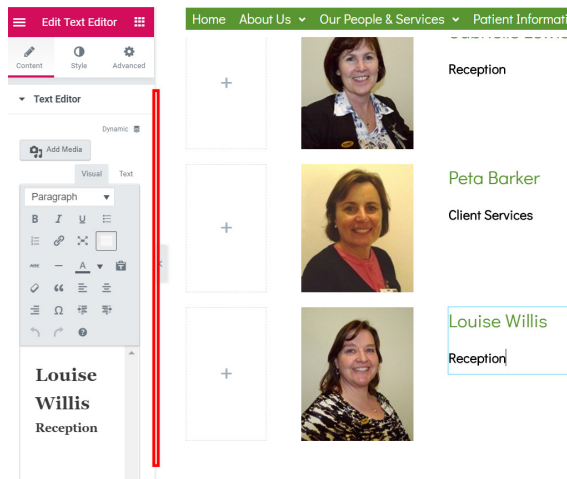 Edit Text Editor
Home About Us Our People & Services Patient Informati
Content Style Advanced
Reception
Text Editor
Dynamic
Add Media
Visual Text
Paragraph
B I U
ABC A
Ω
Peta Barker
Client Services
Louise
Willis
Reception
Louise Willis
Reception